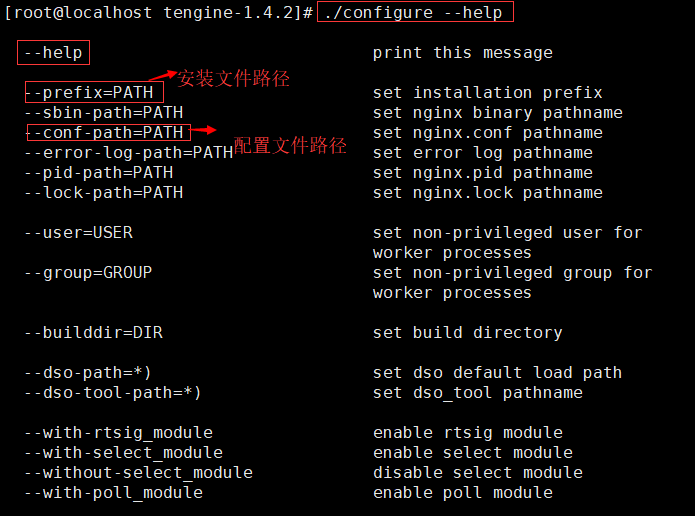 [root@localhost tengine-1.4.2]# ./configure --help
--help print this message
安装文件路径
--prefix=PATH set installation prefix
--sbin-path=PATH set nginx binary pathname
--conf-path=PATH set nginx.conf pathname
配置文件路径
--error-log-path=PATH set error log pathname
--pid-path=PATH set nginx.pid pathname
--lock-path=PATH set nginx.lock pathname
--user=USER set non-privileged user for
worker processes
--group=GROUP set non-privileged group for
worker processes
--builddir=DIR set build directory
--dso-path=*) set dso default load path
--dso-tool-path=*) set dso_tool pathname
--with-rtsig_module enable rtsig module
--with-select_module enable select module
--without-select_module disable select module
--with-poll_module enable poll module